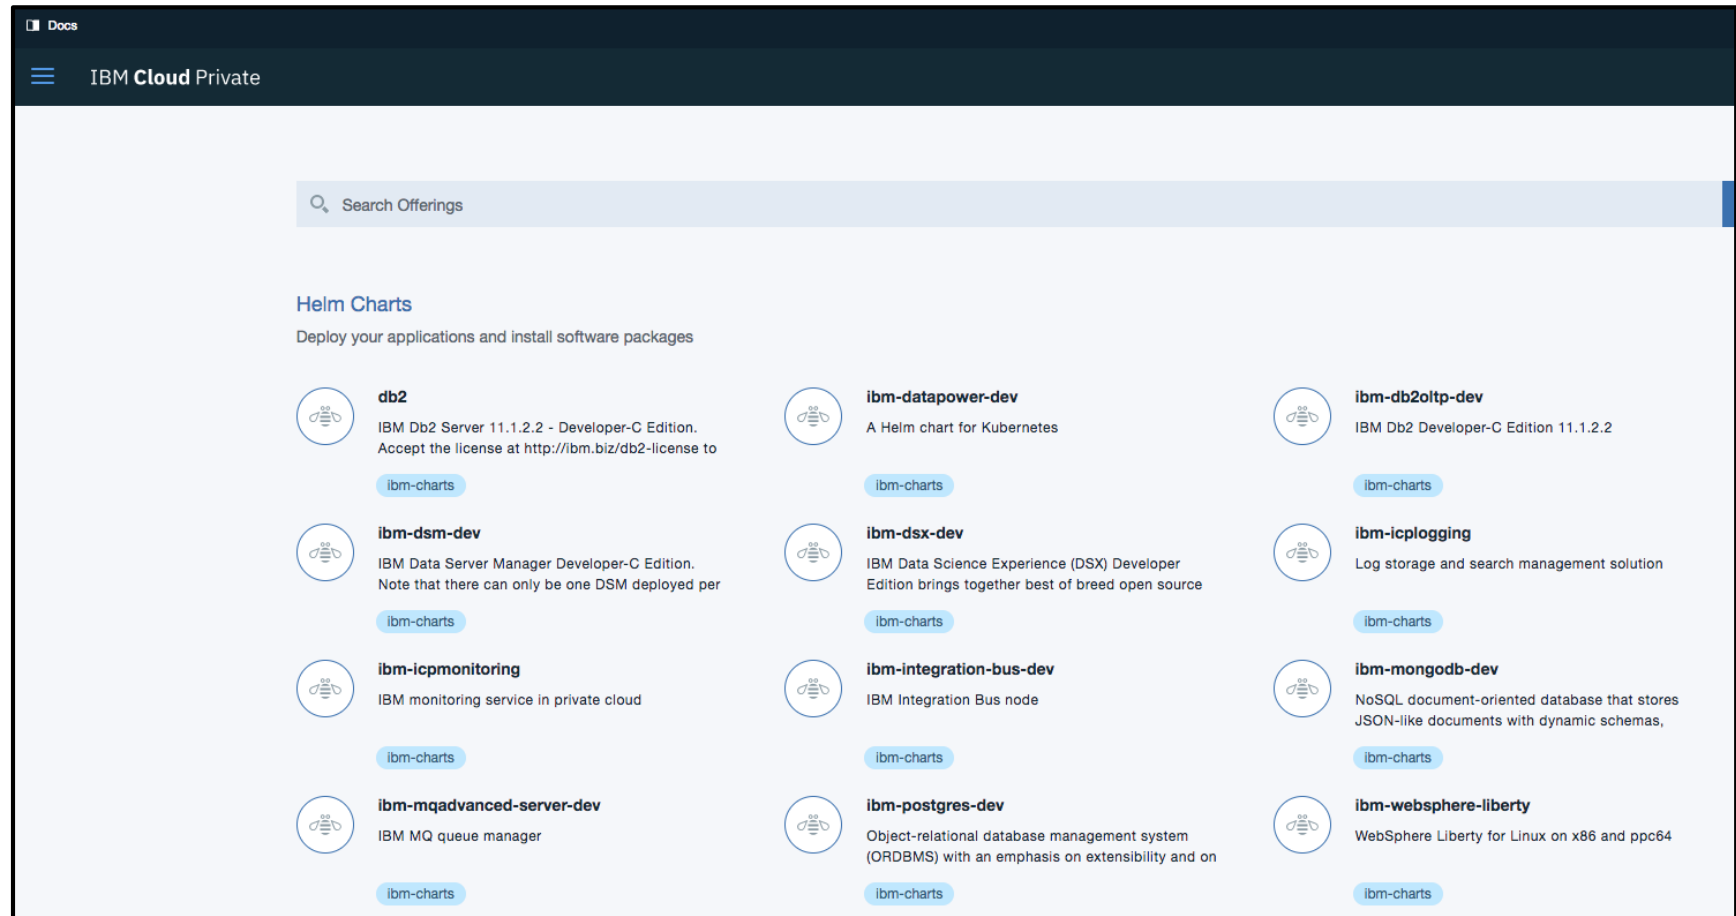 Docs
IBM Cloud Private
Search Offerings
Helm Charts
Deploy your applications and install software packages
db2
IBM Db2 Server 11.1.2.2 - Developer-C Edition.
Accept the license at http://ibm.biz/db2-license to
ibm-charts
ibm-datapower-dev
A Helm chart for Kubernetes
ibm-charts
ibm-db2oltp-dev
IBM Db2 Developer-C Edition 11.1.2.2
ibm-charts
ibm-dsm-dev
IBM Data Server Manager Developer-C Edition.
Note that there can only be one DSM deployed per
ibm-charts
ibm-dsx-dev
IBM Data Science Experience (DSX) Developer
Edition brings together best of breed open source
ibm-charts
ibm-icplogging
Log storage and search management solution
ibm-charts
ibm-icpmonitoring
IBM monitoring service in private cloud
ibm-charts
ibm-integration-bus-dev
IBM Integration Bus node
ibm-charts
ibm-mongodb-dev
NoSQL document-oriented database that stores
JSON-like documents with dynamic schemas,
ibm-charts
ibm-mqadvanced-server-dev
IBM MQ queue manager
ibm-charts
ibm-postgres-dev
Object-relational database management system
(ORDBMS) with an emphasis on extensibility and on
ibm-charts
ibm-websphere-liberty
WebSphere Liberty for Linux on x86 and ppc64
ibm-charts